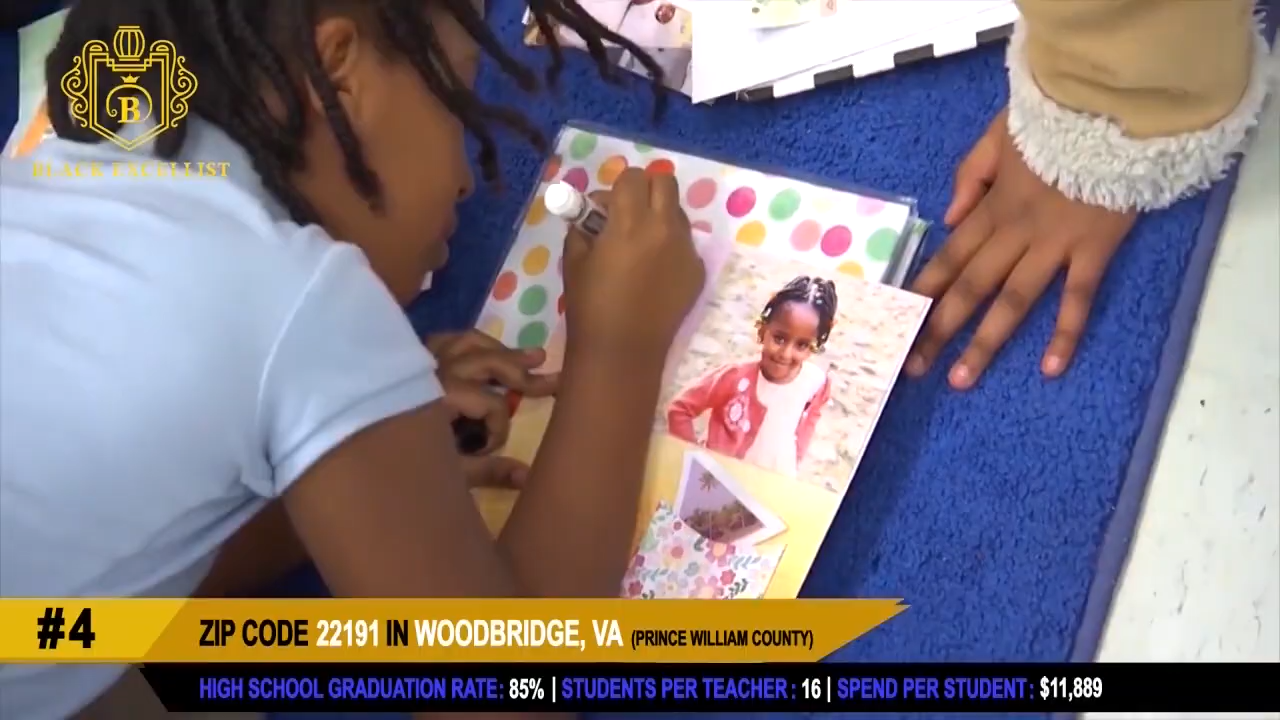 B
BLACK EXCELLIST
#4
ZIP CODE 22191 IN WOODBRIDGE, VA (PRINCE WILLIAM COUNTY)
HIGH SCHOOL GRADUATION RATE: 85% | STUDENTS PER TEACHER: 16 | SPEND PER STUDENT: $11,889